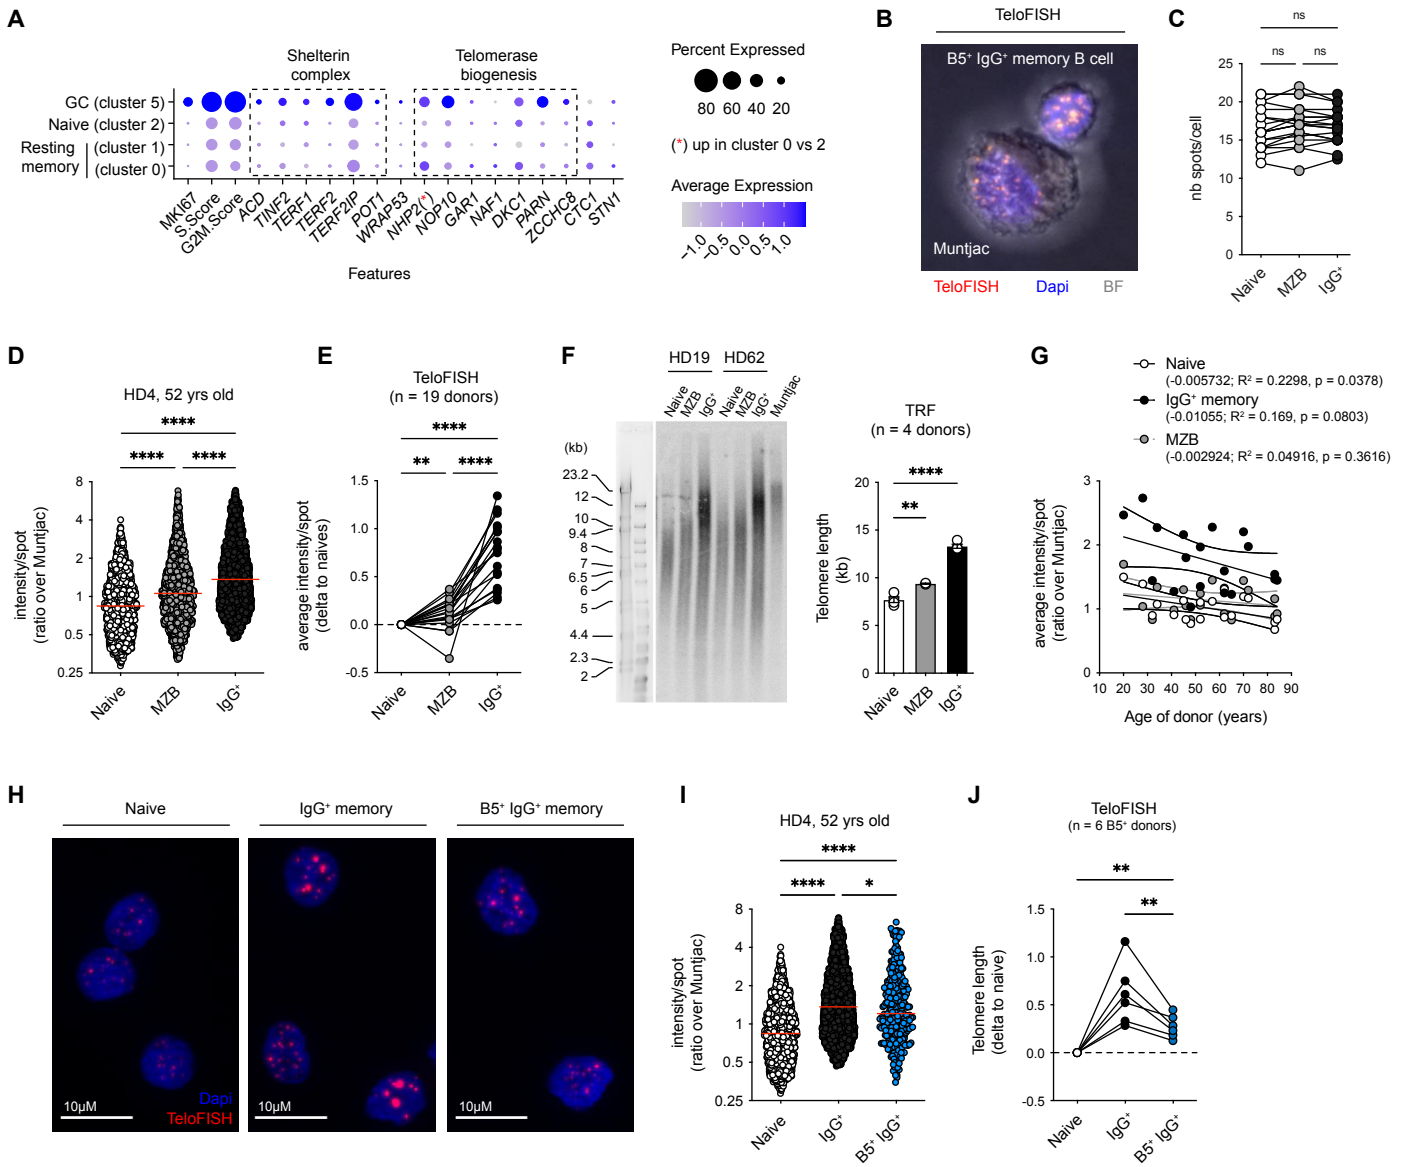 A
Shelterin
complex
Telomerase
biogenesis
GC (cluster 5)
Naive (cluster 2)
Resting
memory
(cluster 1)
(cluster 0)
MKI67
S.Score
G2M.Score
ACD
TINF2
TERF1
TERF2
TERF2IP
POT1
WRAP53
NHP2(*)
NOP10
GAR1
NAF1
DKC1
PARN
ZCCHC8
CTC1
STN1
Features
Percent Expressed
80 60 40 20
(*) up in cluster 0 vs 2
Average Expression
−1.0
−0.5
0.0
0.5
1.0
B
TeloFISH
B5⁺ IgG⁺ memory B cell
Muntjac
TeloFISH Dapi BF
C
ns
ns ns
nb spots/cell
25
20
15
10
5
0
Naive
MZB
IgG⁺
D
HD4, 52 yrs old
****
**** ****
intensity/spot
(ratio over Muntjac)
8
4
2
1
0.5
0.25
Naive
MZB
IgG⁺
E
TeloFISH
(n = 19 donors)
****
** ****
average intensity/spot
(delta to naives)
1.5
1.0
0.5
0.0
-0.5
Naive
MZB
IgG⁺
F
HD19 HD62
Naive
MZB
IgG⁺
Naive
MZB
IgG⁺
Muntjac
(kb)
23.2
12
10
9.4
8
7
6.5
6
5
4.4
2.3
2
TRF
(n = 4 donors)
****
**
Telomere length
(kb)
20
15
10
5
0
Naive
MZB
IgG⁺
G
Naive
(-0.005732; R² = 0.2298, p = 0.0378)
IgG⁺ memory
(-0.01055; R² = 0.169, p = 0.0803)
MZB
(-0.002924; R² = 0.04916, p = 0.3616)
average intensity/spot
(ratio over Muntjac)
3
2
1
0
10 20 30 40 50 60 70 80 90
Age of donor (years)
H
Naive
IgG⁺ memory
B5⁺ IgG⁺ memory
Dapi
TeloFISH
10µM
10µM
10µM
I
HD4, 52 yrs old
****
**** *
intensity/spot
(ratio over Muntjac)
8
4
2
1
0.5
0.25
Naive
IgG⁺
B5⁺ IgG⁺
J
TeloFISH
(n = 6 B5⁺ donors)
**
**
Telomere length
(delta to naive)
1.5
1.0
0.5
0.0
-0.5
Naive
IgG⁺
B5⁺ IgG⁺